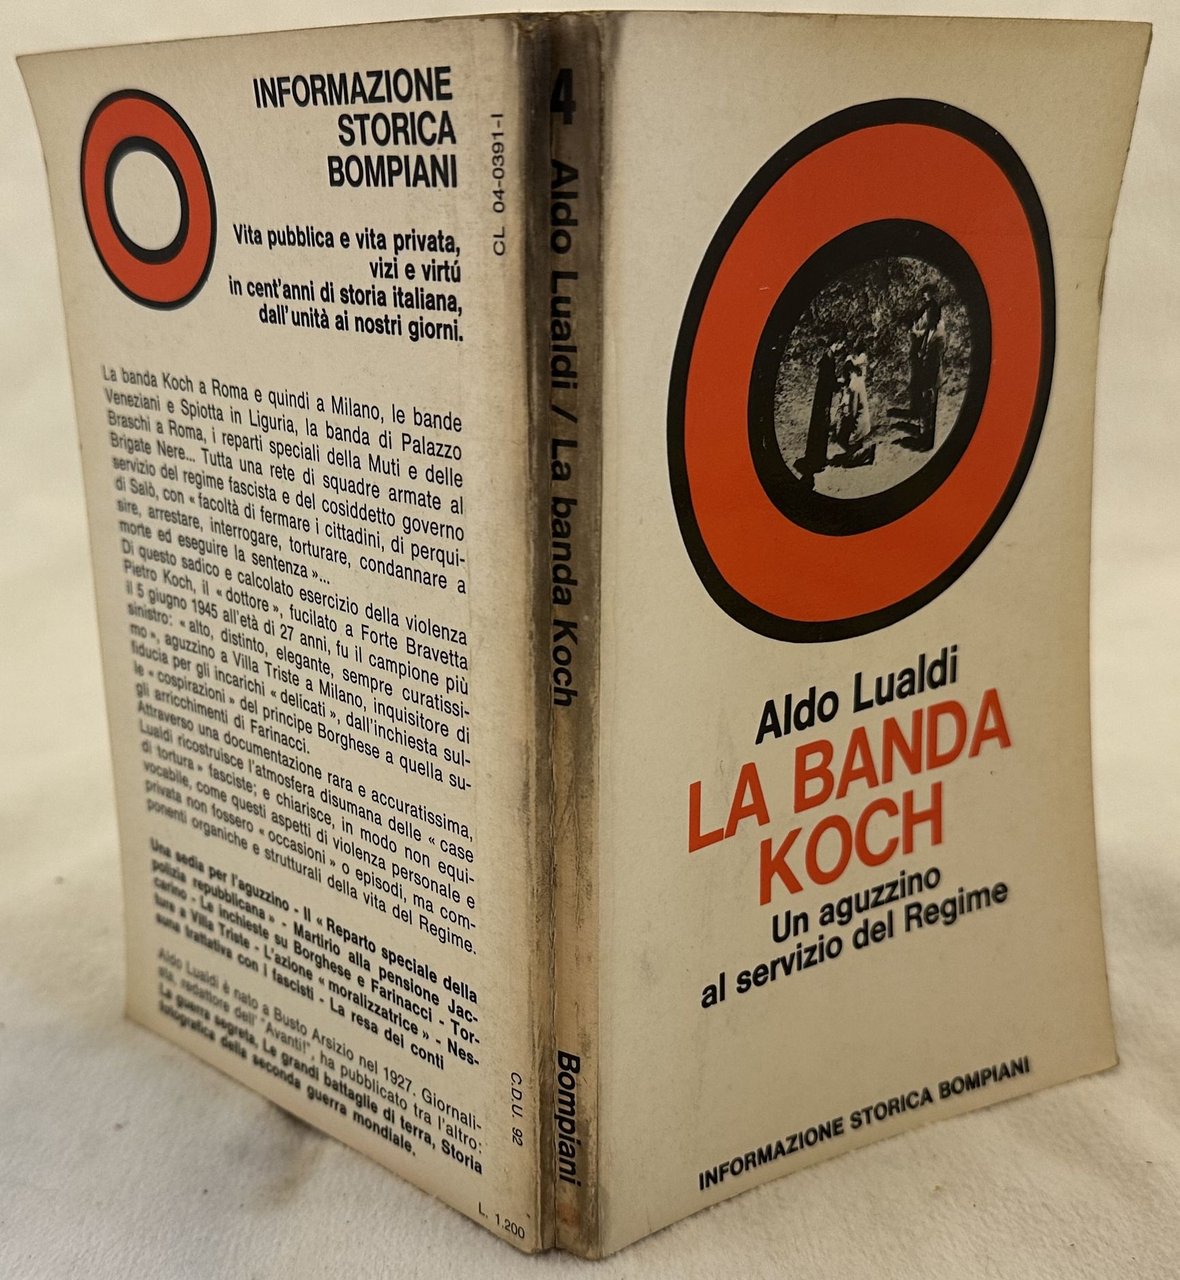 INFORMAZIONE
STORICA
BOMPIANI
Vita pubblica e vita privata,
vizi e virtú
in cent'anni di storia italiana,
dall'unità ai nostri giorni.
La banda Koch a Roma e quindi a Milano, le bande
Veneziani e Spiotta in Liguria, la banda di Palazzo
Braschi a Roma, i reparti speciali della Muti e delle
Brigate Nere... Tutta una rete di squadre armate al
servizio del regime fascista e del cosiddetto governo
di Salò, con « facoltà di fermare i cittadini, di perqui-
sire, arrestare, interrogare, torturare, condannare a
morte ed eseguire la sentenza »...
Di questo sadico e calcolato esercizio della violenza
Pietro Koch, il « dottore », fucilato a Forte Bravetta
il 5 giugno 1945 all'età di 27 anni, fu il campione più
sinistro: « alto, distinto, elegante, sempre curatissi-
mo », aguzzino a Villa Triste a Milano, inquisitore di
fiducia per gli incarichi « delicati », dall'inchiesta sul-
le « cospirazioni » del principe Borghese a quella su-
gli arricchimenti di Farinacci.
Attraverso una documentazione rara e accuratissima,
Lualdi ricostruisce l'atmosfera disumana delle « case
di tortura » fasciste; e chiarisce, in modo non equi-
vocabile, come questi aspetti di violenza personale e
privata non fossero « occasioni » o episodi, ma com-
ponenti organiche e strutturali della vita del Regime.
Una sedia per l'aguzzino - Il « Reparto speciale della
polizia repubblicana » - Martirio alla pensione Jac-
carino - Le inchieste su Borghese e Farinacci - Tor-
ture a Villa Triste - L'azione « moralizzatrice » - Nes-
suna trattativa con i fascisti - La resa dei conti
Aldo Lualdi è nato a Busto Arsizio nel 1927. Giornali-
sta, redattore dell' "Avanti!", ha pubblicato tra l'altro:
La guerra segreta, Le grandi battaglie di terra, Storia
fotografica della seconda guerra mondiale.
CL 04-0391-I
C.D.U. 92
L. 1.200
4 Aldo Lualdi / La banda Koch Bompiani
Aldo Lualdi
LA BANDA
KOCH
Un aguzzino
al servizio del Regime
INFORMAZIONE STORICA BOMPIANI